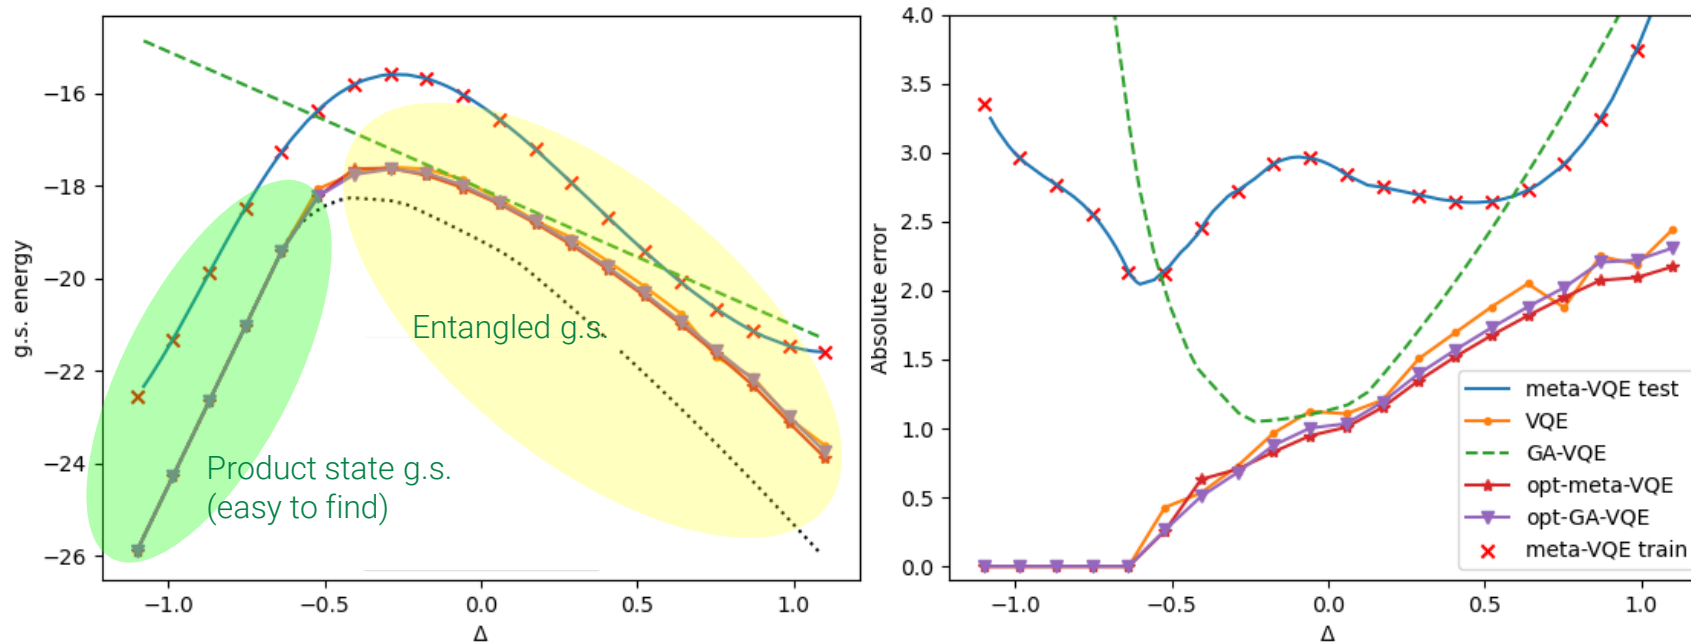 g.s. energy
−16
−18
−20
−22
−24
−26
−1.0
−0.5
0.0
0.5
1.0
Δ
Entangled g.s.
Product state g.s.
(easy to find)
Absolute error
4.0
3.5
3.0
2.5
2.0
1.5
1.0
0.5
0.0
−1.0
−0.5
0.0
0.5
1.0
Δ
meta-VQE test
VQE
GA-VQE
opt-meta-VQE
opt-GA-VQE
meta-VQE train